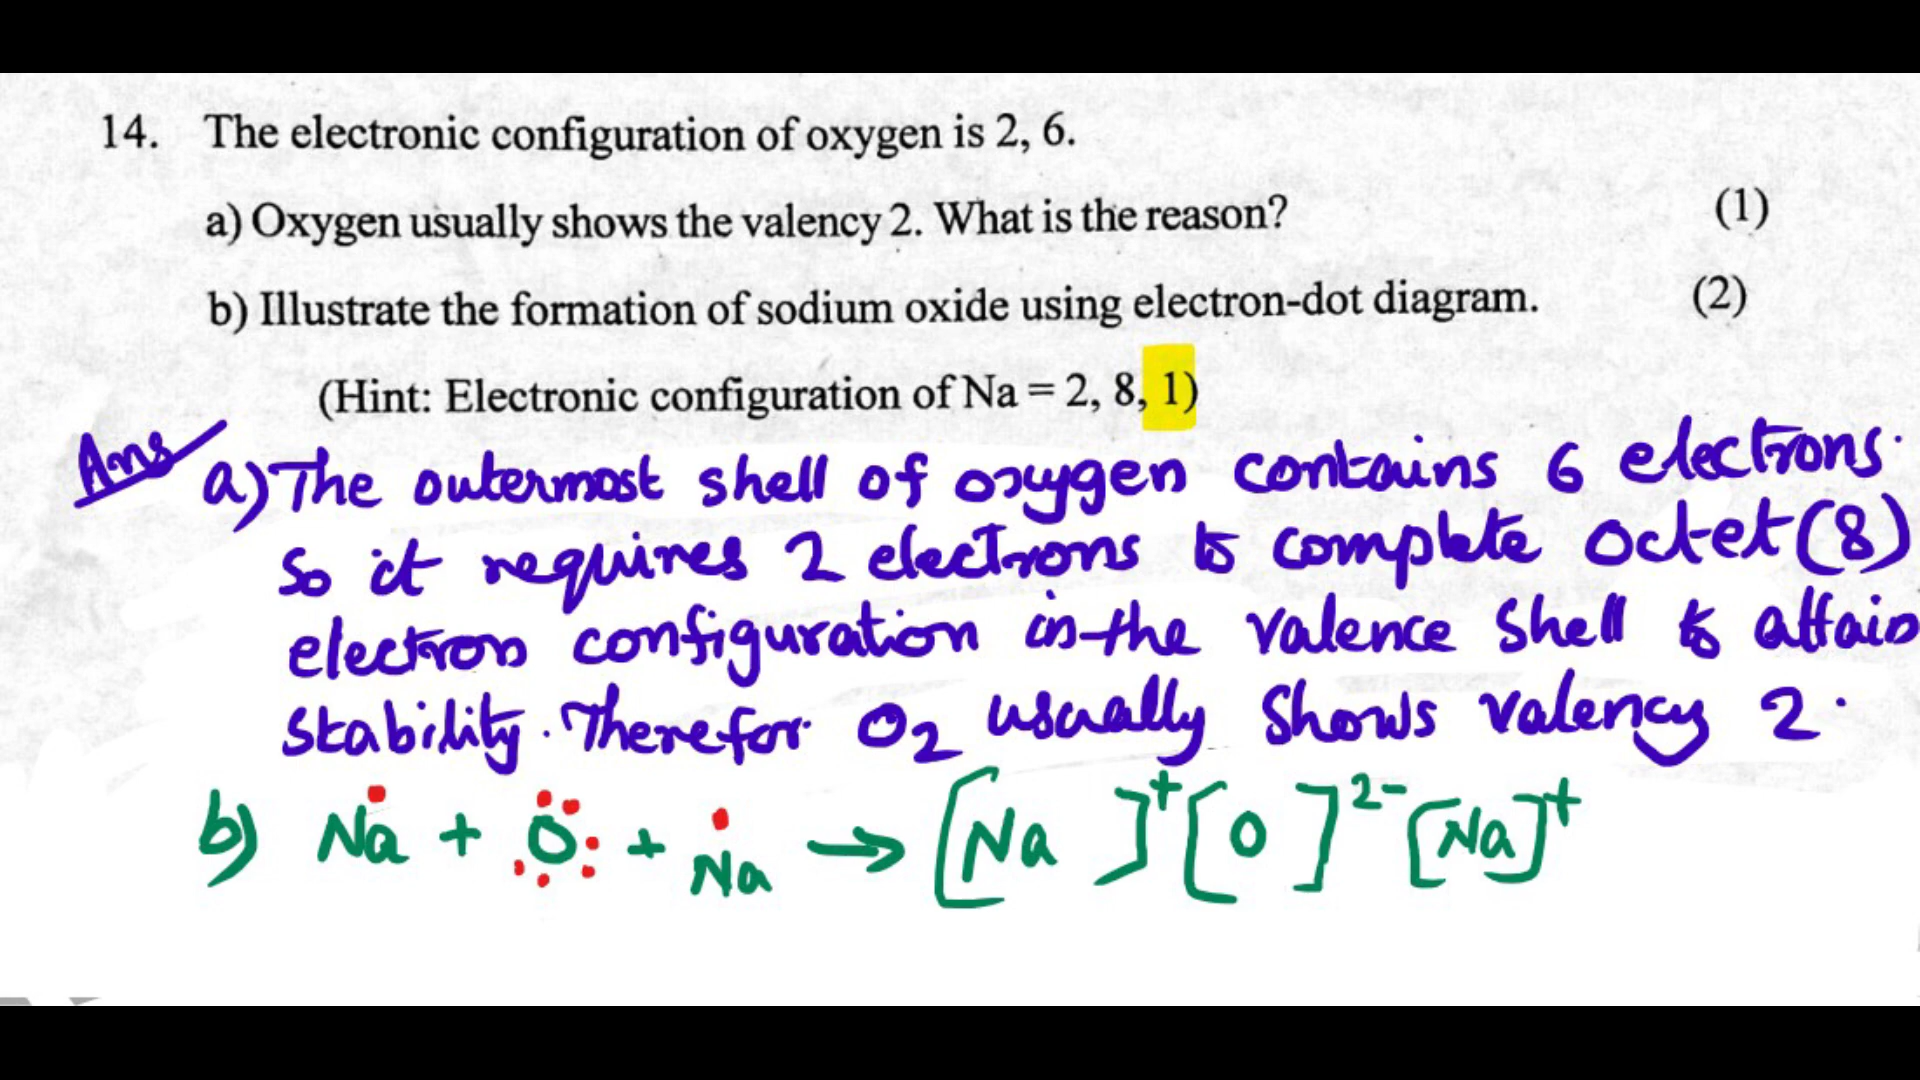 14. The electronic configuration of oxygen is 2, 6.
a) Oxygen usually shows the valency 2. What is the reason? (1)
b) Illustrate the formation of sodium oxide using electron-dot diagram. (2)
(Hint: Electronic configuration of Na = 2, 8, 1)
Ans a) The outermost shell of oxygen contains 6 electrons.
So it requires 2 electrons to complete octet (8)
electron configuration in the valence shell to attain
stability. Therefor O2 usually shows valency 2.
b) Na + O + Na → [Na ]+ [O ]2- [Na]+